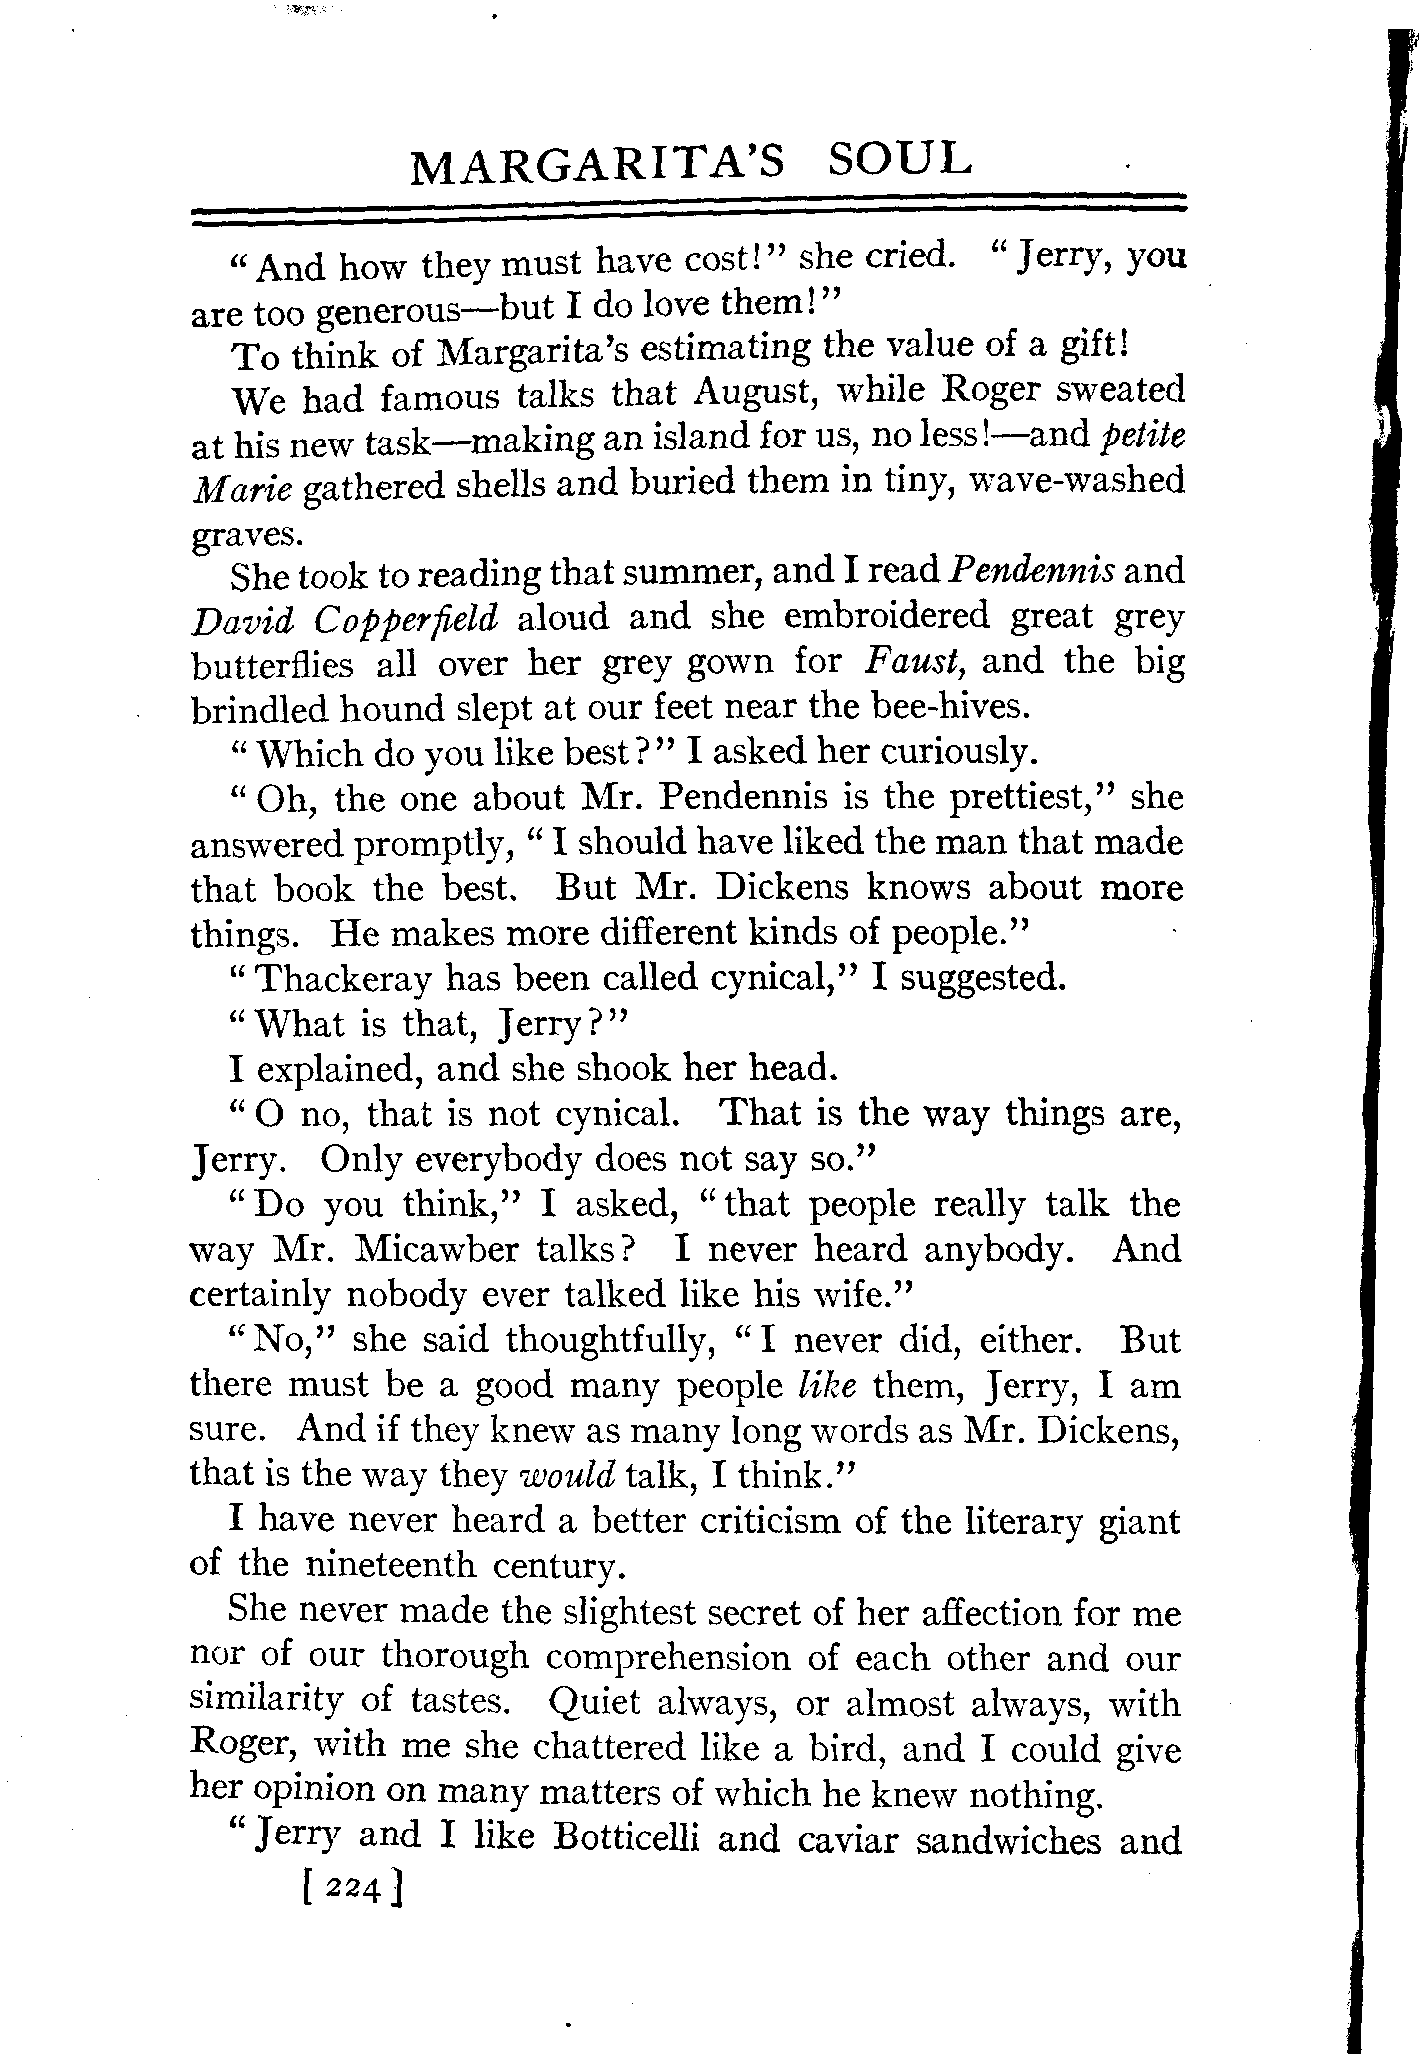 MARGARITA'S SOUL
"And how they must have cost!" she cried. "Jerry, you
are too generous—but I do love them!"
To think of Margarita's estimating the value of a gift!
We had famous talks that August, while Roger sweated
at his new task—making an island for us, no less!—and petite
Marie gathered shells and buried them in tiny, wave-washed
graves.
She took to reading that summer, and I read Pendennis and
David Copperfield aloud and she embroidered great grey
butterflies all over her grey gown for Faust, and the big
brindled hound slept at our feet near the bee-hives.
"Which do you like best?" I asked her curiously.
"Oh, the one about Mr. Pendennis is the prettiest," she
answered promptly, "I should have liked the man that made
that book the best. But Mr. Dickens knows about more
things. He makes more different kinds of people."
"Thackeray has been called cynical," I suggested.
"What is that, Jerry?"
I explained, and she shook her head.
"O no, that is not cynical. That is the way things are,
Jerry. Only everybody does not say so."
"Do you think," I asked, "that people really talk the
way Mr. Micawber talks? I never heard anybody. And
certainly nobody ever talked like his wife."
"No," she said thoughtfully, "I never did, either. But
there must be a good many people like them, Jerry, I am
sure. And if they knew as many long words as Mr. Dickens,
that is the way they would talk, I think."
I have never heard a better criticism of the literary giant
of the nineteenth century.
She never made the slightest secret of her affection for me
nor of our thorough comprehension of each other and our
similarity of tastes. Quiet always, or almost always, with
Roger, with me she chattered like a bird, and I could give
her opinion on many matters of which he knew nothing.
"Jerry and I like Botticelli and caviar sandwiches and
[ 224 ]